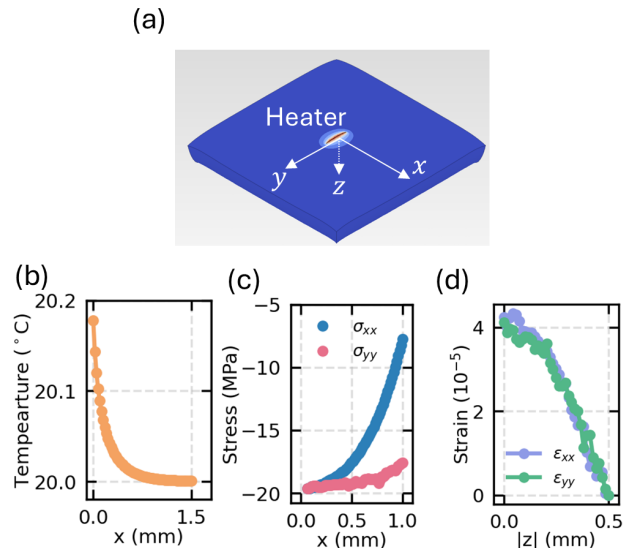 (a)
Heater
y
z
x
(b)
20.2
20.1
20.0
Tempearture (°C)
0.0
1.5
x (mm)
(c)
−5
−10
−15
−20
Stress (MPa)
σxx
σyy
0.0
0.5
1.0
x (mm)
(d)
4
2
0
Strain (10⁻⁵)
εxx
εyy
0.0
0.5
|z| (mm)